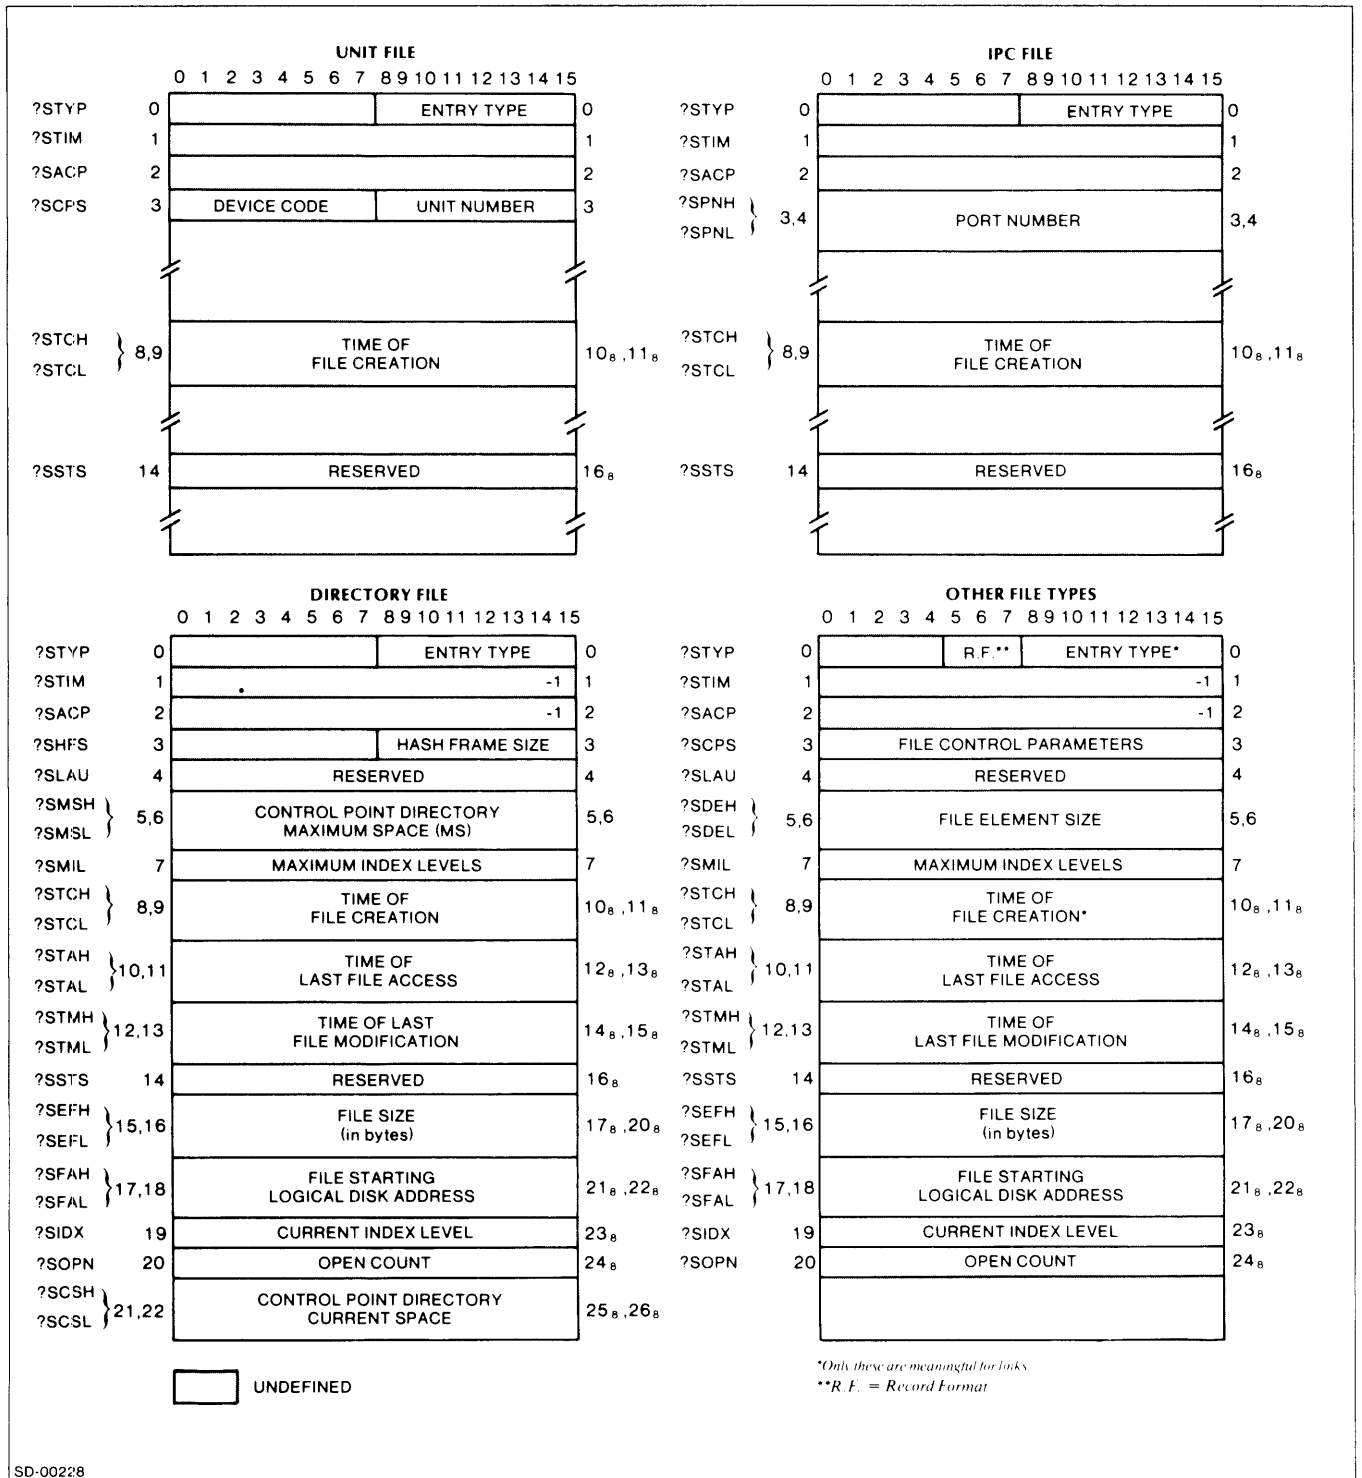 UNIT FILE
0 1 2 3 4 5 6 7 8 9 10 11 12 13 14 15
?STYP 0 ENTRY TYPE 0
?STIM 1 1
?SACP 2 2
?SCPS 3 DEVICE CODE UNIT NUMBER 3
?STCH
?STCL 8,9 TIME OF
FILE CREATION 10₈,11₈
?SSTS 14 RESERVED 16₈
IPC FILE
0 1 2 3 4 5 6 7 8 9 10 11 12 13 14 15
?STYP 0 ENTRY TYPE 0
?STIM 1 1
?SACP 2 2
?SPNH
?SPNL 3,4 PORT NUMBER 3,4
?STCH
?STCL 8,9 TIME OF
FILE CREATION 10₈,11₈
?SSTS 14 RESERVED 16₈
DIRECTORY FILE
0 1 2 3 4 5 6 7 8 9 10 11 12 13 14 15
?STYP 0 ENTRY TYPE 0
?STIM 1 -1 1
?SACP 2 -1 2
?SHFS 3 HASH FRAME SIZE 3
?SLAU 4 RESERVED 4
?SMSH
?SMSL 5,6 CONTROL POINT DIRECTORY
MAXIMUM SPACE (MS) 5,6
?SMIL 7 MAXIMUM INDEX LEVELS 7
?STCH
?STCL 8,9 TIME OF
FILE CREATION 10₈,11₈
?STAH
?STAL 10,11 TIME OF
LAST FILE ACCESS 12₈,13₈
?STMH
?STML 12,13 TIME OF LAST
FILE MODIFICATION 14₈,15₈
?SSTS 14 RESERVED 16₈
?SEFH
?SEFL 15,16 FILE SIZE
(in bytes) 17₈,20₈
?SFAH
?SFAL 17,18 FILE STARTING
LOGICAL DISK ADDRESS 21₈,22₈
?SIDX 19 CURRENT INDEX LEVEL 23₈
?SOPN 20 OPEN COUNT 24₈
?SCSH
?SCSL 21,22 CONTROL POINT DIRECTORY
CURRENT SPACE 25₈,26₈
UNDEFINED
OTHER FILE TYPES
0 1 2 3 4 5 6 7 8 9 10 11 12 13 14 15
?STYP 0 R.F.** ENTRY TYPE* 0
?STIM 1 -1 1
?SACP 2 -1 2
?SCPS 3 FILE CONTROL PARAMETERS 3
?SLAU 4 RESERVED 4
?SDEH
?SDEL 5,6 FILE ELEMENT SIZE 5,6
?SMIL 7 MAXIMUM INDEX LEVELS 7
?STCH
?STCL 8,9 TIME OF
FILE CREATION* 10₈,11₈
?STAH
?STAL 10,11 TIME OF
LAST FILE ACCESS 12₈,13₈
?STMH
?STML 12,13 TIME OF
LAST FILE MODIFICATION 14₈,15₈
?SSTS 14 RESERVED 16₈
?SEFH
?SEFL 15,16 FILE SIZE
(in bytes) 17₈,20₈
?SFAH
?SFAL 17,18 FILE STARTING
LOGICAL DISK ADDRESS 21₈,22₈
?SIDX 19 CURRENT INDEX LEVEL 23₈
?SOPN 20 OPEN COUNT 24₈
*Only these are meaningful for links.
**R.F. = Record Format
SD-00228